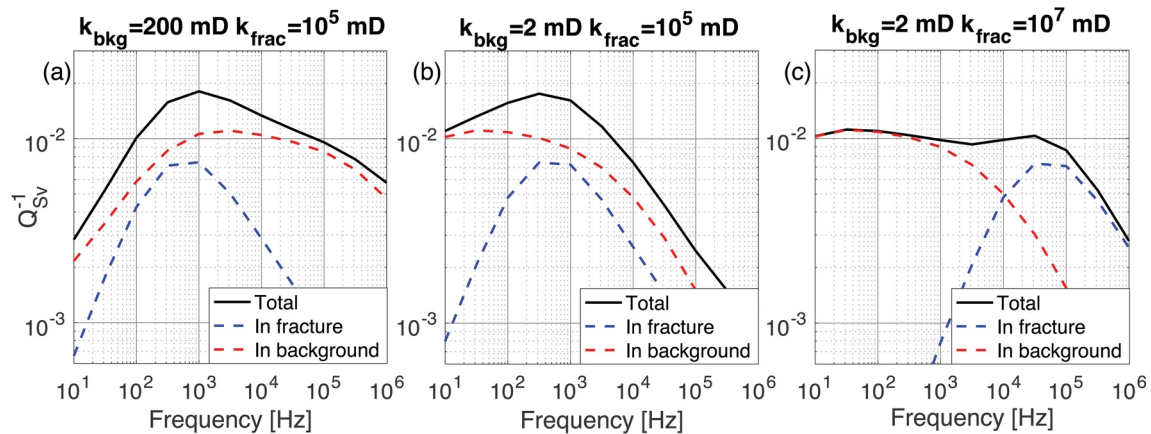 k_bkg=200 mD k_frac=10^5 mD
(a)
Q_Sv^-1
10^-2
10^-3
10^1 10^2 10^3 10^4 10^5 10^6
Frequency [Hz]
Total
In fracture
In background
k_bkg=2 mD k_frac=10^5 mD
(b)
10^-2
10^-3
10^1 10^2 10^3 10^4 10^5 10^6
Frequency [Hz]
Total
In fracture
In background
k_bkg=2 mD k_frac=10^7 mD
(c)
10^-2
10^-3
10^1 10^2 10^3 10^4 10^5 10^6
Frequency [Hz]
Total
In fracture
In background